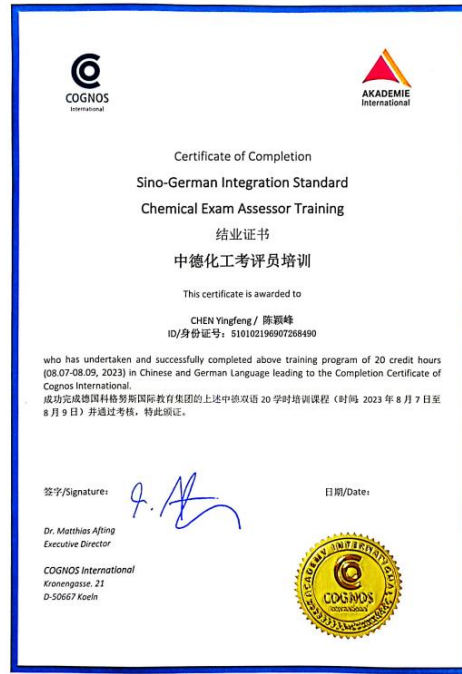 COGNOS
International
AKADEMIE
International
Certificate of Completion
Sino-German Integration Standard
Chemical Exam Assessor Training
结业证书
中德化工考评员培训
This certificate is awarded to
CHEN Yingfeng / 陈颖峰
ID/身份证号：510102196907268490
who has undertaken and successfully completed above training program of 20 credit hours
(08.07-08.09, 2023) in Chinese and German Language leading to the Completion Certificate of
Cognos International.
成功完成德国科格努斯国际教育集团的上述中德双语 20 学时培训课程（时间 2023 年 8 月 7 日至
8 月 9 日）并通过考核，特此颁证。
签字/Signature:
日期/Date:
Dr. Matthias Afting
Executive Director
COGNOS International
Kronengasse. 21
D-50667 Koeln
ACADEMY INTERNATIONAL
COGNOS
International